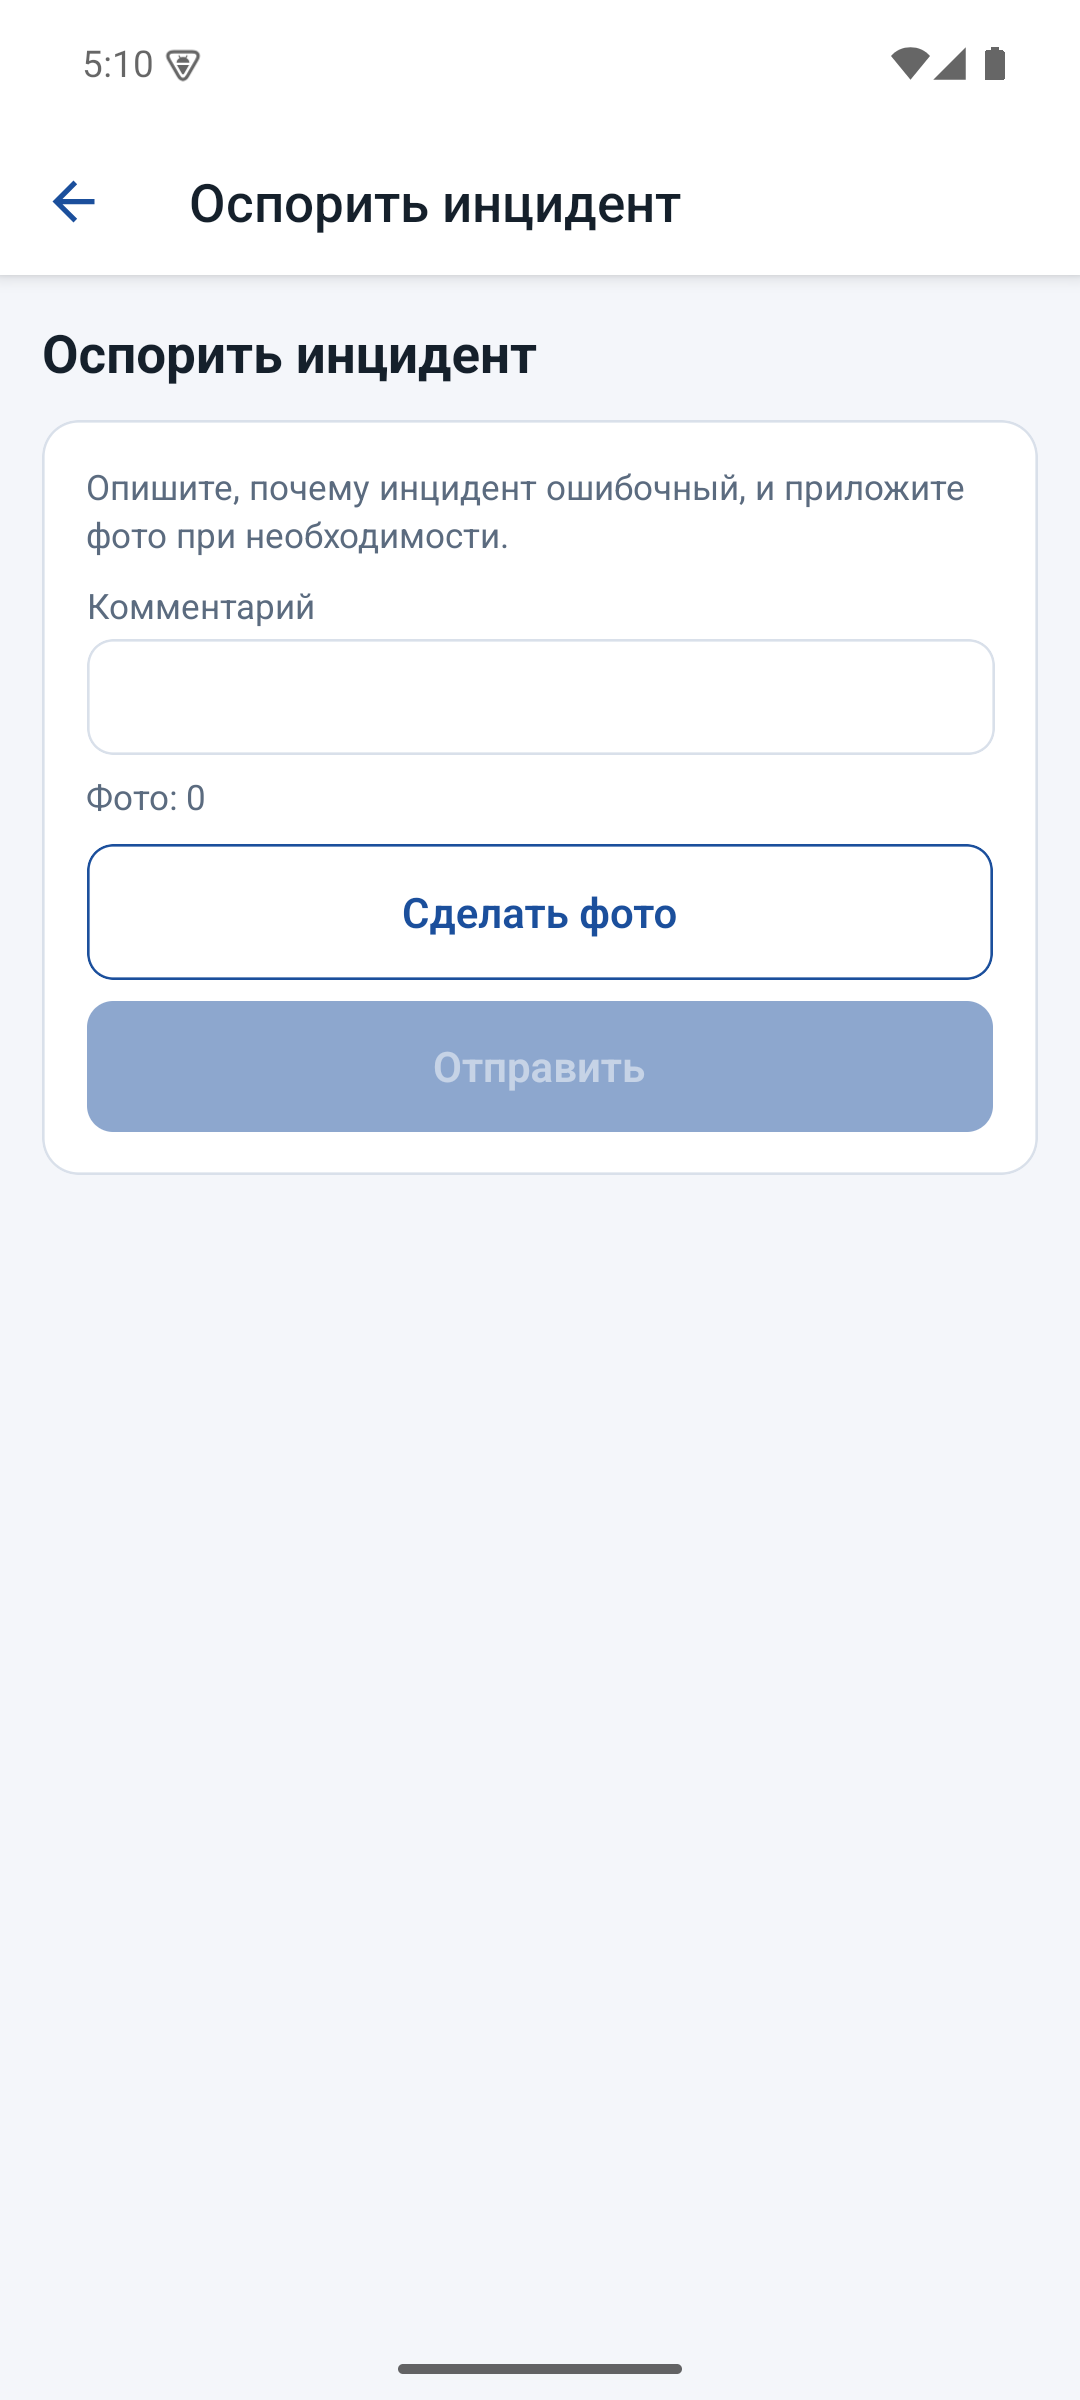 5:10
Оспорить инцидент
Оспорить инцидент
Опишите, почему инцидент ошибочный, и приложите
фото при необходимости.
Комментарий
Фото: 0
Сделать фото
Отправить